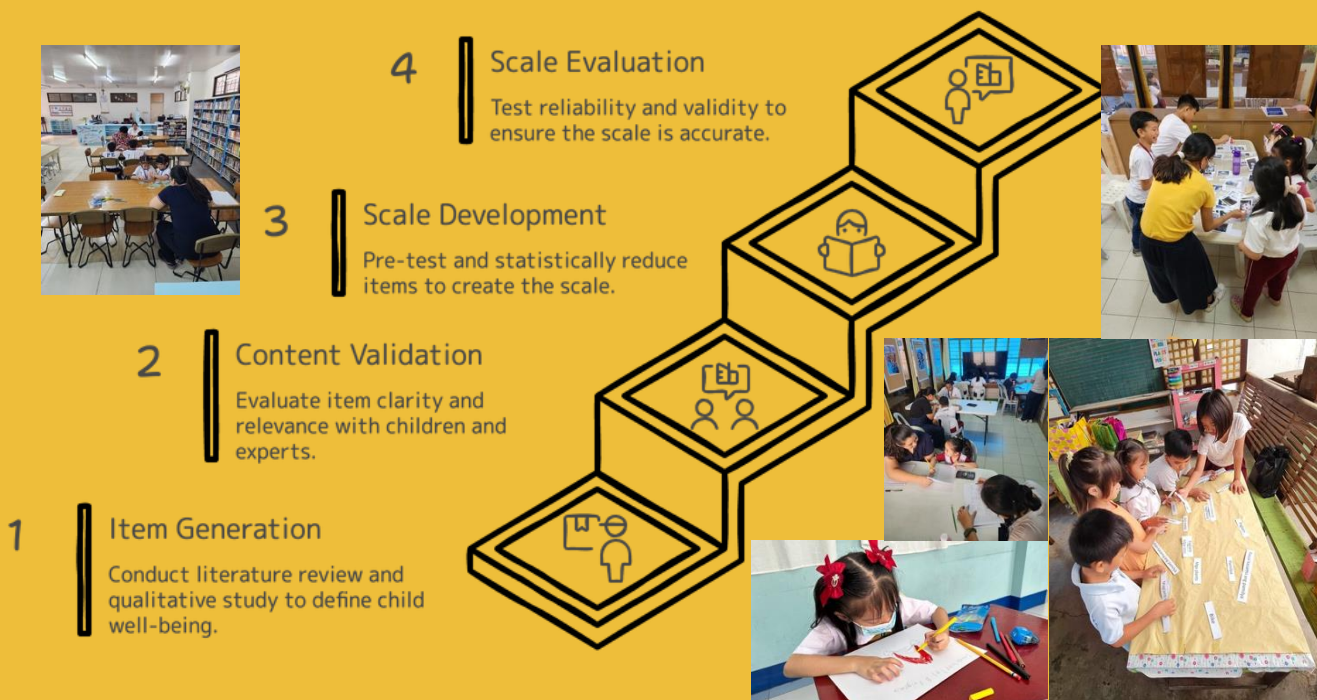 4
Scale Evaluation
Test reliability and validity to
ensure the scale is accurate.
3
Scale Development
Pre-test and statistically reduce
items to create the scale.
2
Content Validation
Evaluate item clarity and
relevance with children and
experts.
1
Item Generation
Conduct literature review and
qualitative study to define child
well-being.